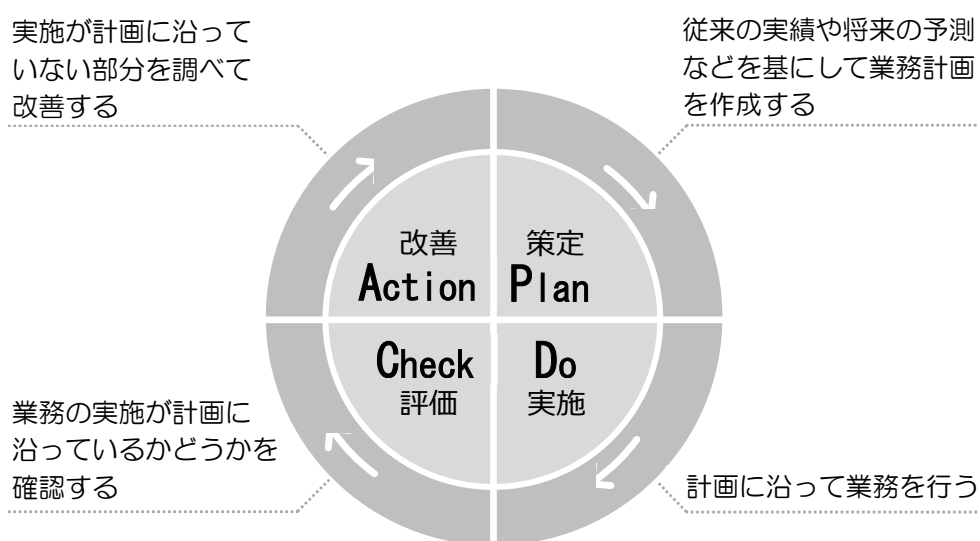 実施が計画に沿って
いない部分を調べて
改善する
従来の実績や将来の予測
などを基にして業務計画
を作成する
改善
Action
策定
Plan
Check
評価
Do
実施
業務の実施が計画に
沿っているかどうかを
確認する
計画に沿って業務を行う